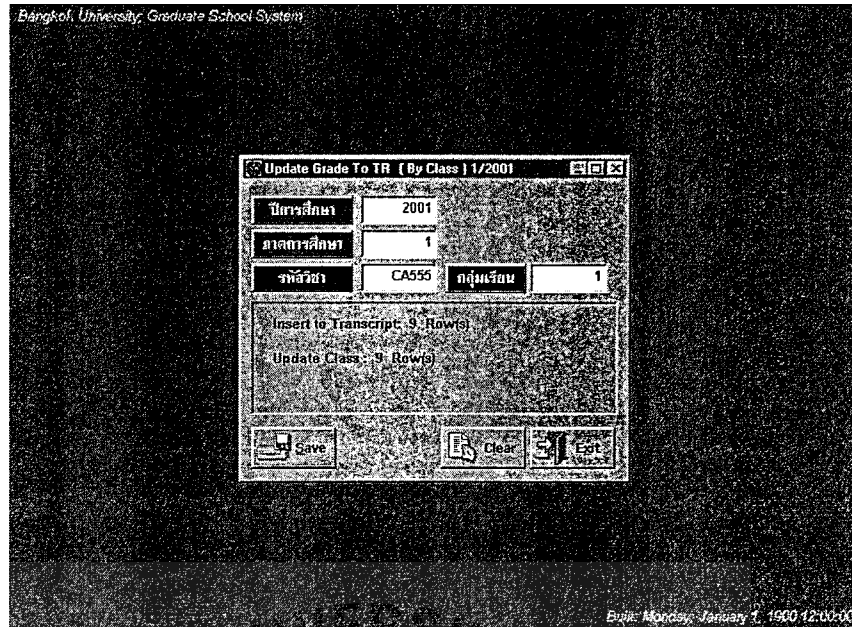 Bangkok University, Graduate School System
Update Grade To TR ( By Class ) 1/2001
ปีการศึกษา 2001
ภาคการศึกษา 1
รหัสวิชา CA555 กลุ่มเรียน 1
Insert to Transcript: 9 Row(s)
Update Class : 9 Row(s)
Save Clear Exit
Built: Monday, January 1, 1900 12:00:00